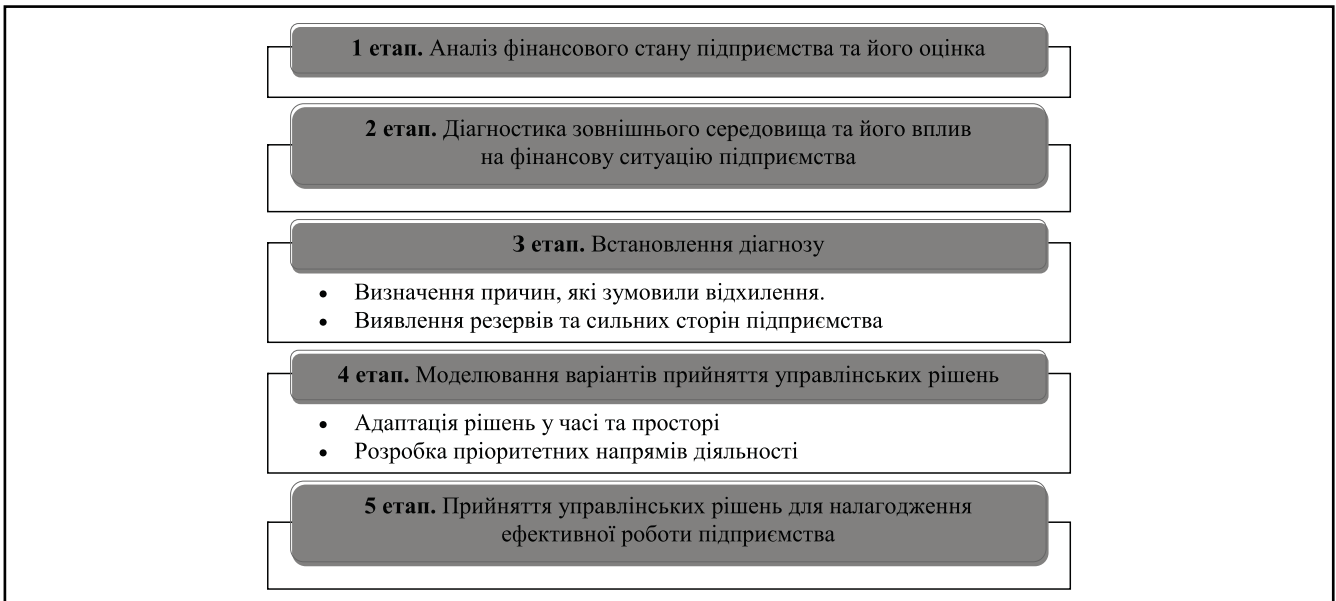 1 етап. Аналіз фінансового стану підприємства та його оцінка
2 етап. Діагностика зовнішнього середовища та його вплив
на фінансову ситуацію підприємства
3 етап. Встановлення діагнозу
• Визначення причин, які зумовили відхилення.
• Виявлення резервів та сильних сторін підприємства
4 етап. Моделювання варіантів прийняття управлінських рішень
• Адаптація рішень у часі та просторі
• Розробка пріоритетних напрямів діяльності
5 етап. Прийняття управлінських рішень для налагодження
ефективної роботи підприємства